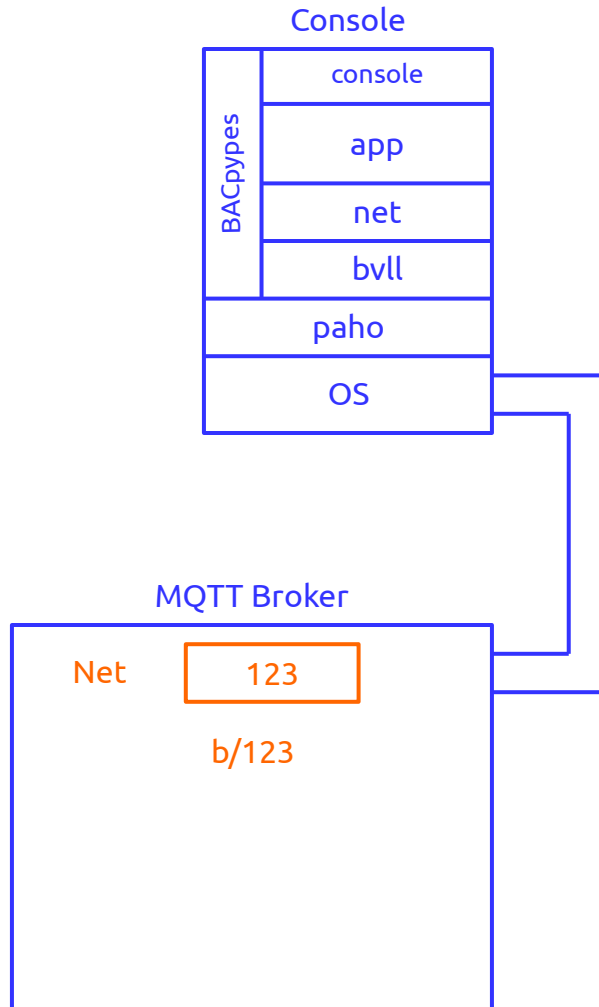 Console
BACpypes
console
app
net
bvll
paho
OS
MQTT Broker
Net 123
b/123